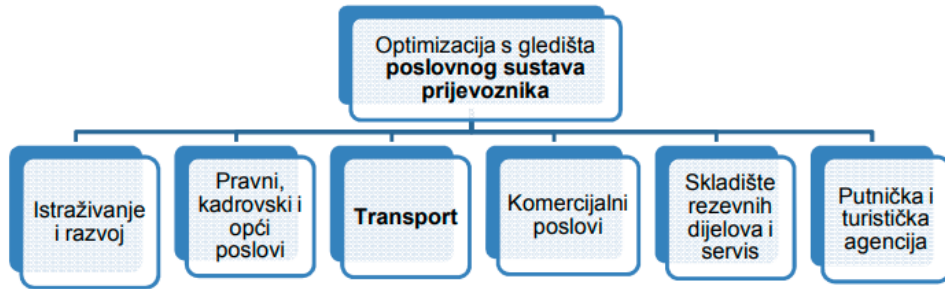 Optimizacija s gledišta
poslovnog sustava
prijevoznika
Istraživanje
i razvoj
Pravni,
kadrovski i
opći
poslovi
Transport
Komercijalni
poslovi
Skladište
rezevnih
dijelova i
servis
Putnička i
turistička
agencija